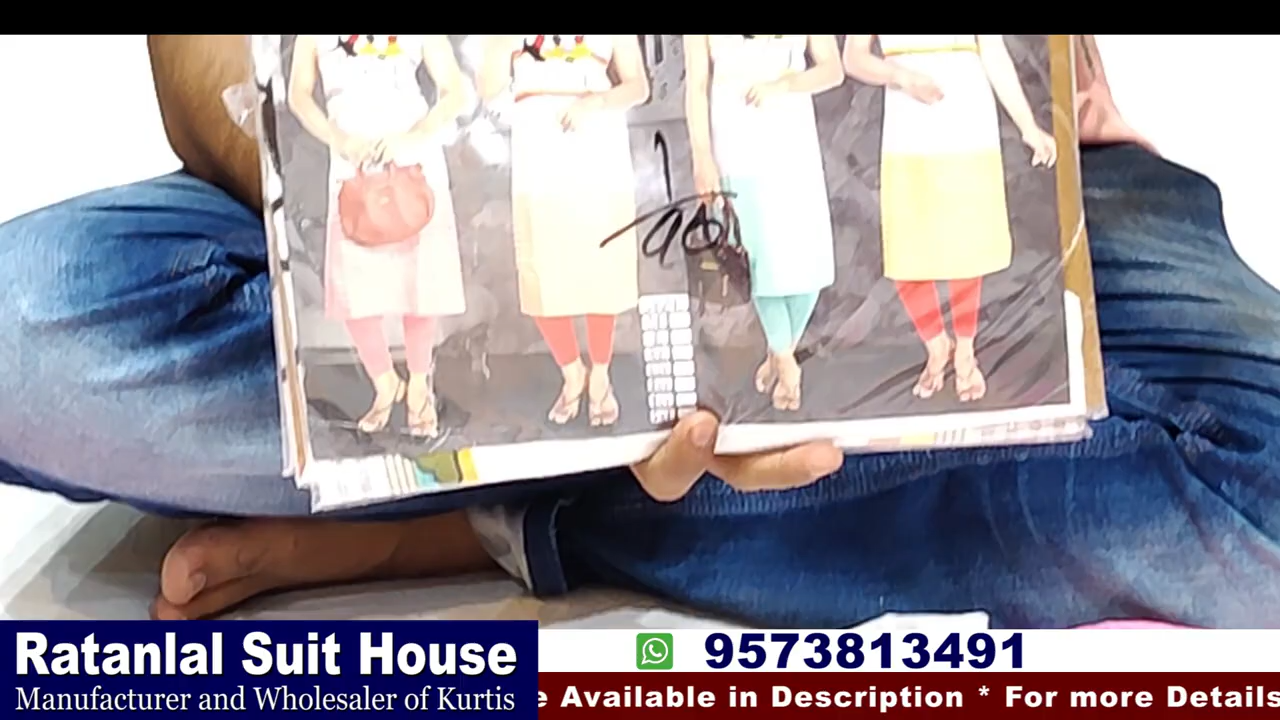 Ratanlal Suit House
Manufacturer and Wholesaler of Kurtis
9573813491
e Available in Description * For more Details